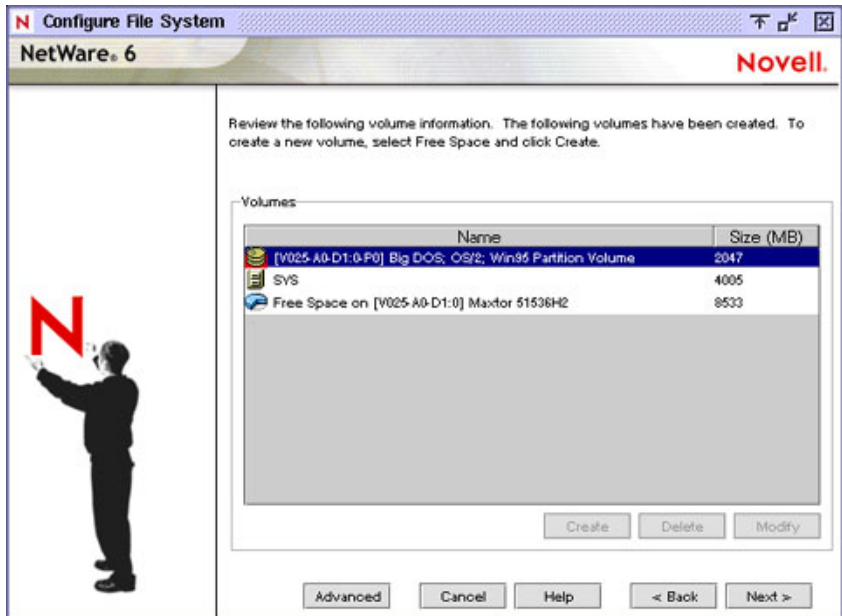 N Configure File System
NetWare® 6
Novell.
Review the following volume information. The following volumes have been created. To
create a new volume, select Free Space and click Create.
Volumes
Name Size (MB)
[V025-A0-D1:0-P0] Big DOS; OS/2; Win95 Partition Volume 2047
SYS 4005
Free Space on [V025-A0-D1:0] Maxtor 51536H2 8533
N
Create Delete Modify
Advanced Cancel Help < Back Next >